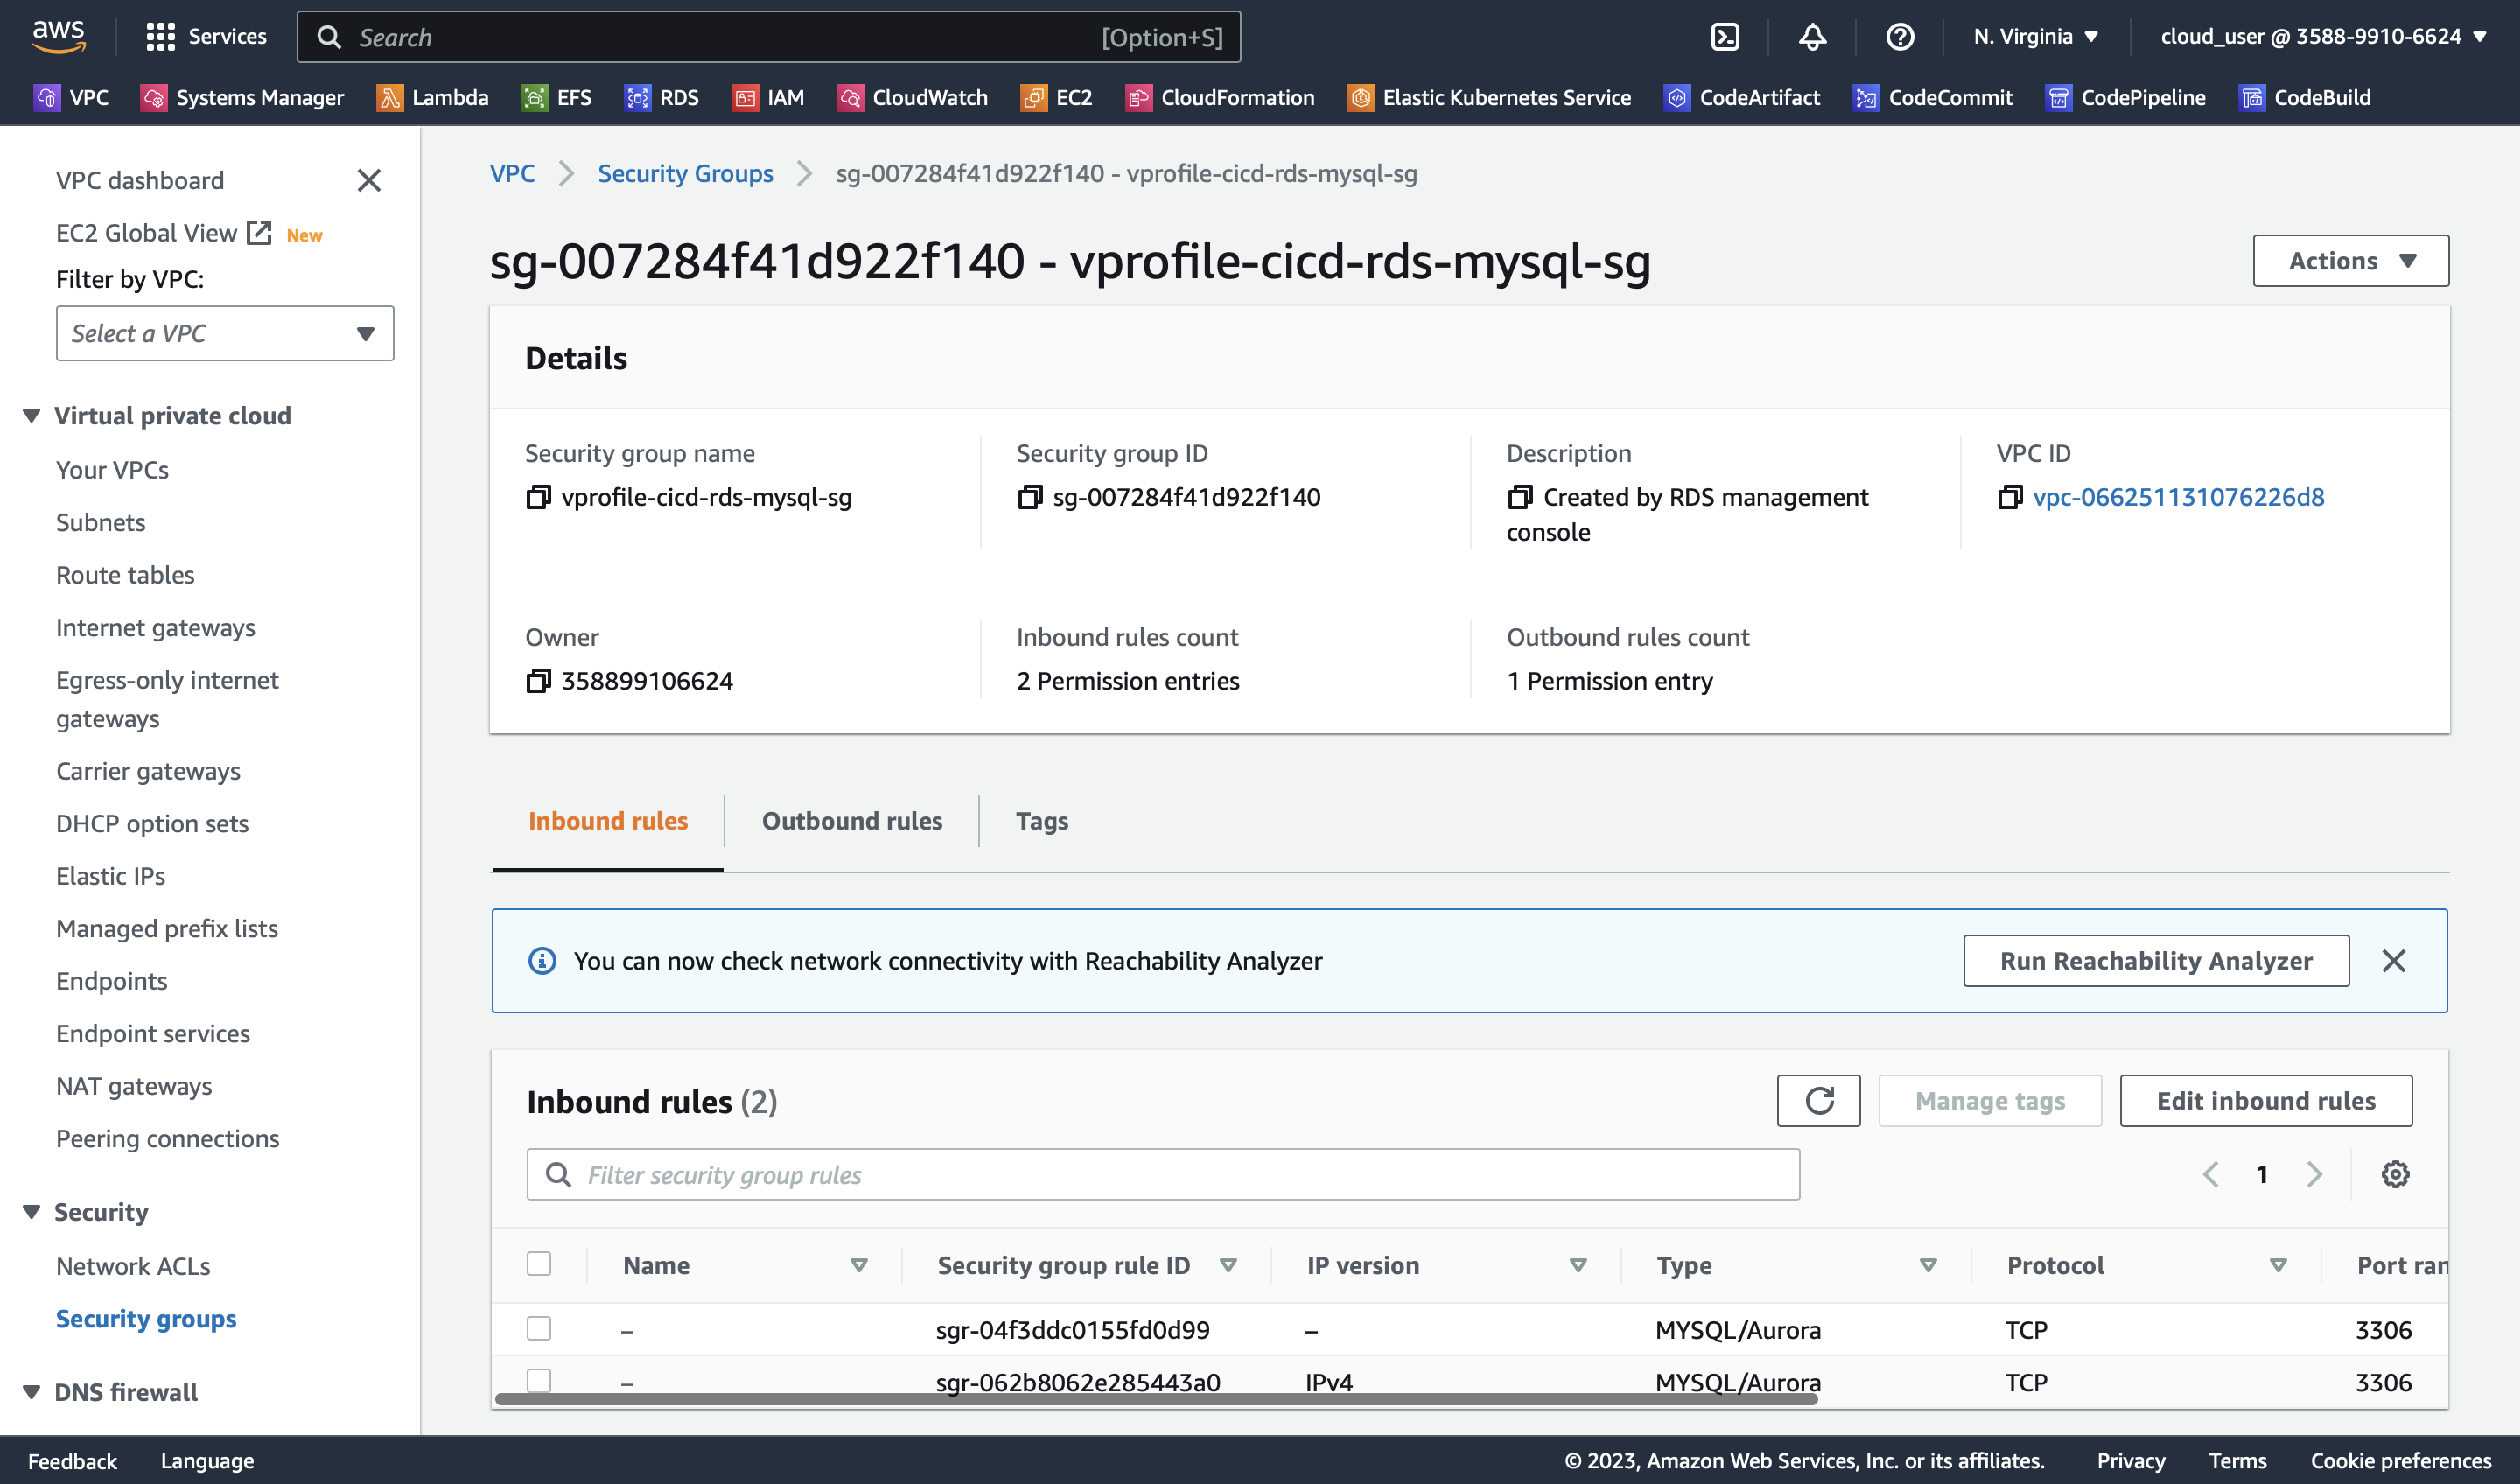 aws Services Search [Option+S] N. Virginia cloud_user @ 3588-9910-6624
VPC Systems Manager Lambda EFS RDS IAM CloudWatch EC2 CloudFormation Elastic Kubernetes Service CodeArtifact CodeCommit CodePipeline CodeBuild
VPC dashboard
EC2 Global View New
Filter by VPC:
Select a VPC
Virtual private cloud
Your VPCs
Subnets
Route tables
Internet gateways
Egress-only internet
gateways
Carrier gateways
DHCP option sets
Elastic IPs
Managed prefix lists
Endpoints
Endpoint services
NAT gateways
Peering connections
Security
Network ACLs
Security groups
DNS firewall
VPC Security Groups sg-007284f41d922f140 - vprofile-cicd-rds-mysql-sg
sg-007284f41d922f140 - vprofile-cicd-rds-mysql-sg Actions
Details
Security group name
vprofile-cicd-rds-mysql-sg
Security group ID
sg-007284f41d922f140
Description
Created by RDS management
console
VPC ID
vpc-066251131076226d8
Owner
358899106624
Inbound rules count
2 Permission entries
Outbound rules count
1 Permission entry
Inbound rules Outbound rules Tags
You can now check network connectivity with Reachability Analyzer Run Reachability Analyzer
Inbound rules (2) Manage tags Edit inbound rules
Filter security group rules 1
Name Security group rule ID IP version Type Protocol Port ran
– sgr-04f3ddc0155fd0d99 – MYSQL/Aurora TCP 3306
– sgr-062b8062e285443a0 IPv4 MYSQL/Aurora TCP 3306
Feedback Language © 2023, Amazon Web Services, Inc. or its affiliates. Privacy Terms Cookie preferences